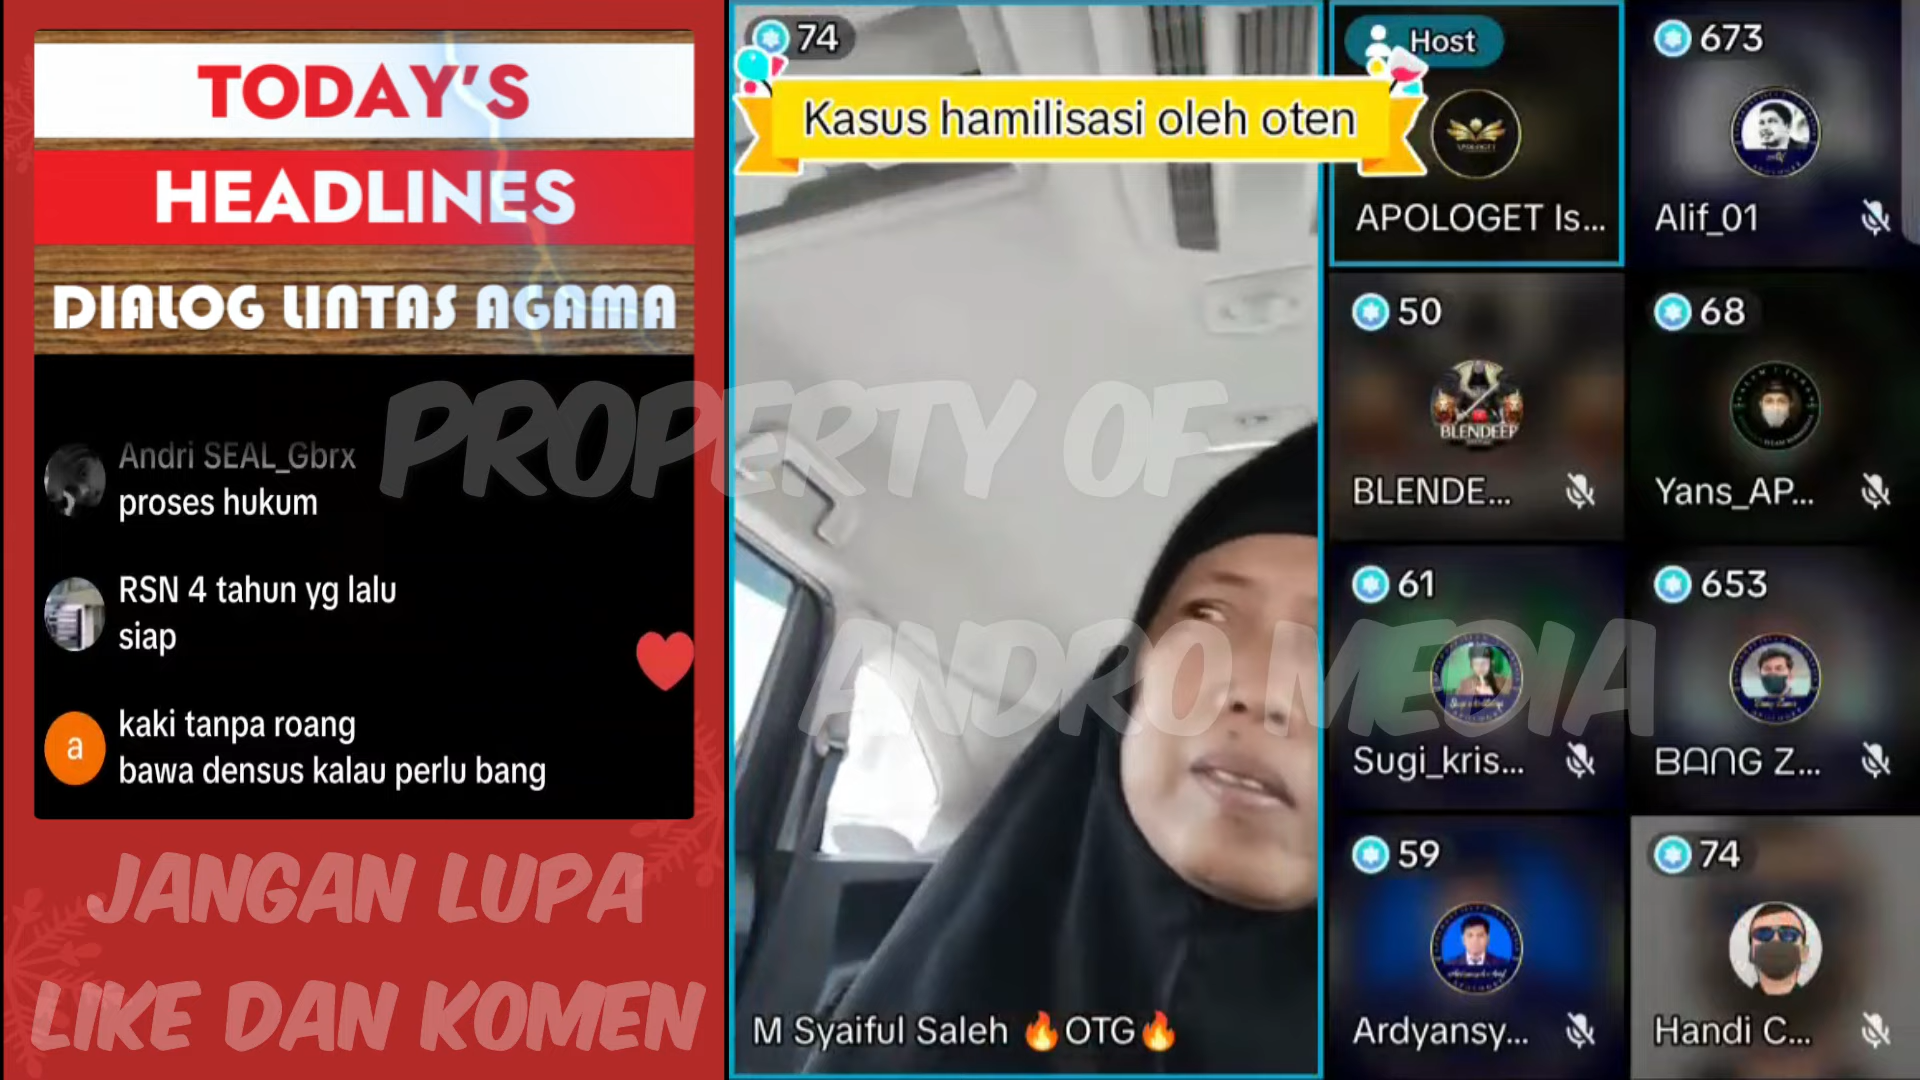 TODAY'S
HEADLINES
DIALOG LINTAS AGAMA
Andri SEAL_Gbrx
proses hukum
RSN 4 tahun yg lalu
siap
a
kaki tanpa roang
bawa densus kalau perlu bang
JANGAN LUPA
LIKE DAN KOMEN
PROPERTY OF
ANDRO MEDIA
74
Kasus hamilisasi oleh oten
M Syaiful Saleh 🔥OTG🔥
Host
APOLOGET
APOLOGET Is...
673
Alif_01
50
BLENDEEP
BLENDE...
68
Yans_AP...
61
Sugi_kris...
653
BANG Z...
59
Ardyansy...
74
Handi C...